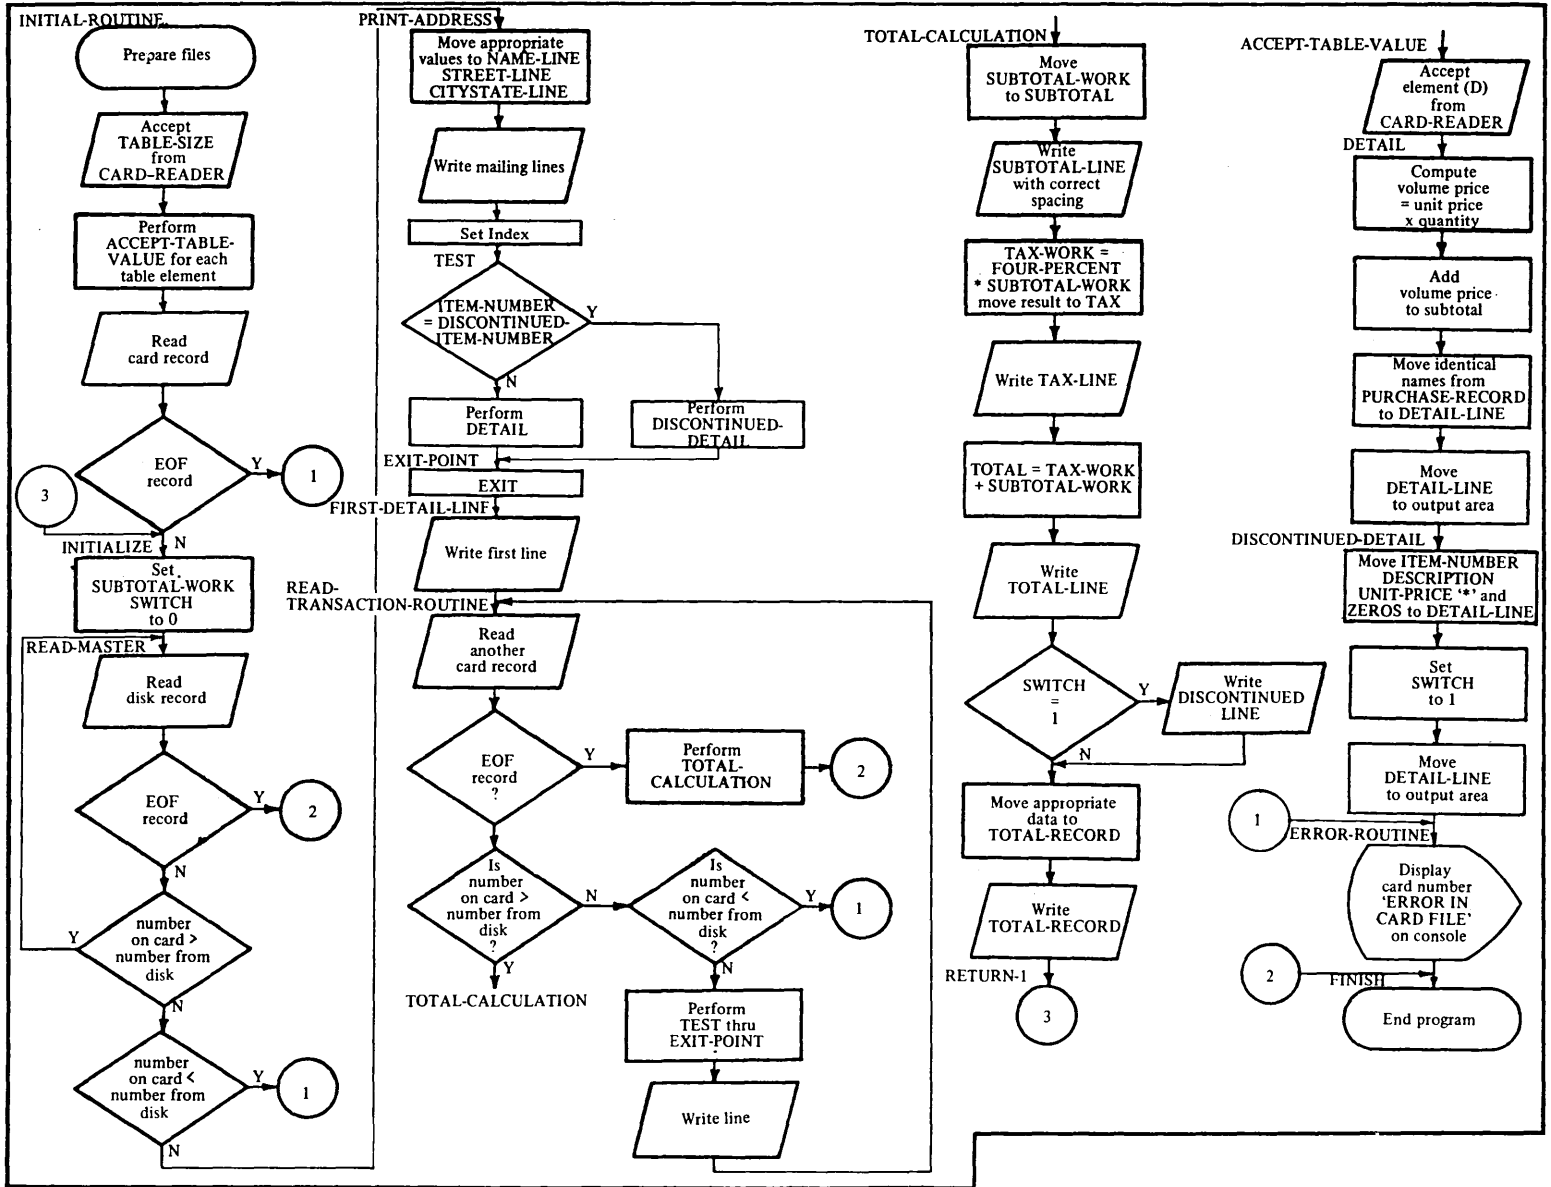 INITIAL-ROUTINE
Prepare files
Accept
TABLE-SIZE
from
CARD-READER
Perform
ACCEPT-TABLE-
VALUE for each
table element
Read
card record
EOF
record
Y
1
3
INITIALIZE
N
Set
SUBTOTAL-WORK
SWITCH
to 0
READ-MASTER
Read
disk record
EOF
record
Y
2
N
number
on card >
number from
disk
Y
N
number
on card <
number from
disk
Y
1
N
PRINT-ADDRESS
Move appropriate
values to NAME-LINE
STREET-LINE
CITYSTATE-LINE
Write mailing lines
Set Index
TEST
ITEM-NUMBER
= DISCONTINUED-
ITEM-NUMBER
Y
N
Perform
DETAIL
Perform
DISCONTINUED-
DETAIL
EXIT-POINT
EXIT
FIRST-DETAIL-LINE
Write first line
READ-
TRANSACTION-ROUTINE
Read
another
card record
EOF
record
?
Y
Perform
TOTAL-
CALCULATION
2
Is
number
on card >
number from
disk
?
N
Y
TOTAL-CALCULATION
Is
number
on card <
number from
disk
?
Y
1
N
Perform
TEST thru
EXIT-POINT
Write line
TOTAL-CALCULATION
Move
SUBTOTAL-WORK
to SUBTOTAL
Write
SUBTOTAL-LINE
with correct
spacing
TAX-WORK =
FOUR-PERCENT
* SUBTOTAL-WORK
move result to TAX
Write TAX-LINE
TOTAL = TAX-WORK
+ SUBTOTAL-WORK
Write
TOTAL-LINE
SWITCH
=
1
Y
Write
DISCONTINUED
LINE
N
Move appropriate
data to
TOTAL-RECORD
Write
TOTAL-RECORD
RETURN-1
3
ACCEPT-TABLE-VALUE
Accept
element (D)
from
CARD-READER
DETAIL
Compute
volume price
= unit price
x quantity
Add
volume price
to subtotal
Move identical
names from
PURCHASE-RECORD
to DETAIL-LINE
Move
DETAIL-LINE
to output area
DISCONTINUED-DETAIL
Move ITEM-NUMBER
DESCRIPTION
UNIT-PRICE '*' and
ZEROS to DETAIL-LINE
Set
SWITCH
to 1
Move
DETAIL-LINE
to output area
1
ERROR-ROUTINE
Display
card number
'ERROR IN
CARD FILE'
on console
2
FINISH
End program